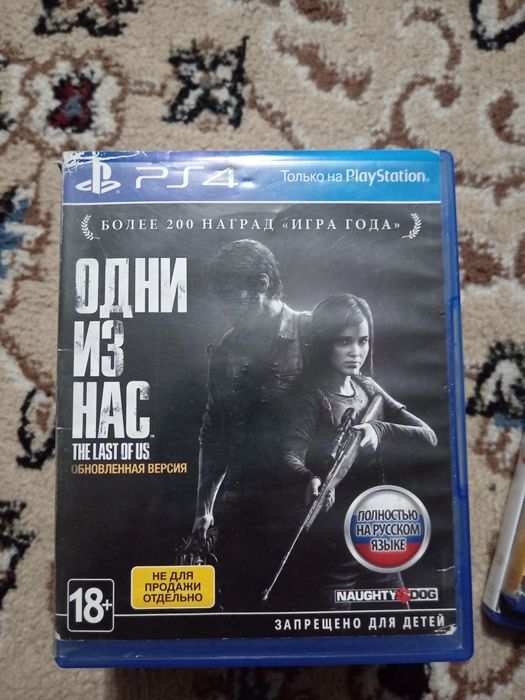 PS4
Только на PlayStation
БОЛЕЕ 200 НАГРАД «ИГРА ГОДА»
ОДНИ
ИЗ
НАС
THE LAST OF US
ОБНОВЛЕННАЯ ВЕРСИЯ
ПОЛНОСТЬЮ
НА РУССКОМ
ЯЗЫКЕ
НЕ ДЛЯ
ПРОДАЖИ
ОТДЕЛЬНО
18+
NAUGHTY DOG
ЗАПРЕЩЕНО ДЛЯ ДЕТЕЙ